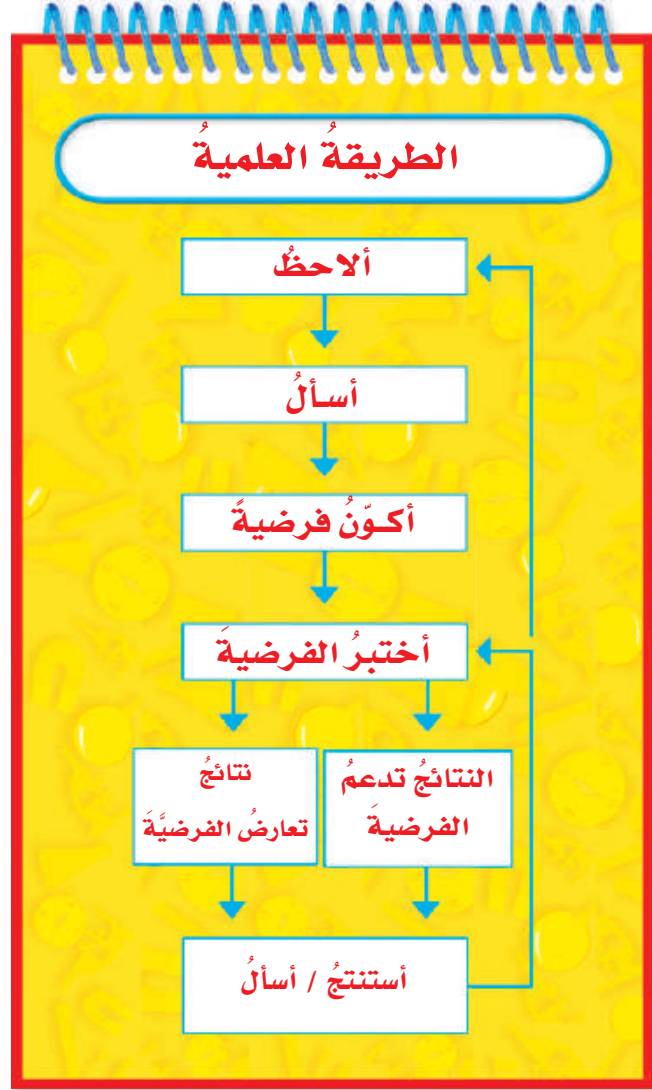 الطريقةُ العلميةُ
ألاحظُ
أسألُ
أكوّنُ فرضيةً
أختبرُ الفرضيةَ
النتائجُ تدعمُ
الفرضيةَ
نتائجُ
تعارضُ الفرضيَّةَ
أستنتجُ / أسألُ